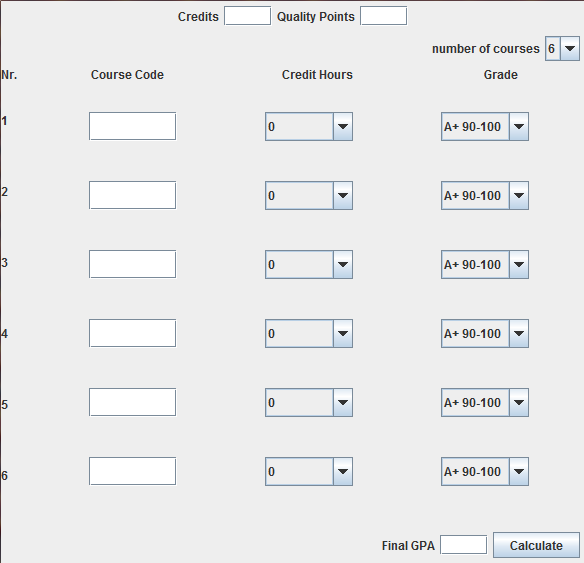 Credits Quality Points
number of courses 6
Nr. Course Code Credit Hours Grade
1 0 A+ 90-100
2 0 A+ 90-100
3 0 A+ 90-100
4 0 A+ 90-100
5 0 A+ 90-100
6 0 A+ 90-100
Final GPA Calculate